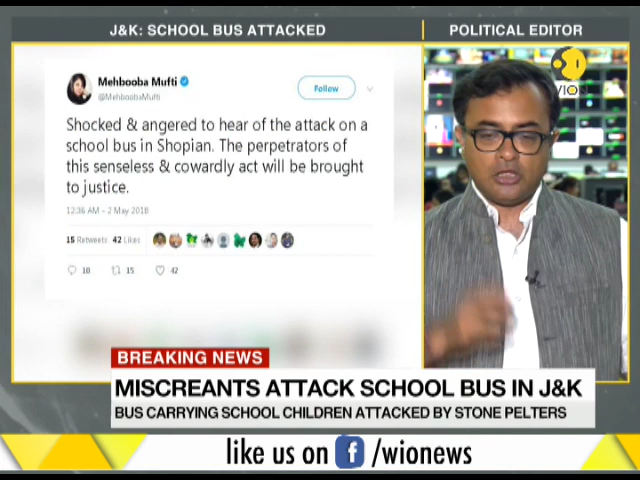 J&K: SCHOOL BUS ATTACKED
POLITICAL EDITOR
WION
Mehbooba Mufti
@MehboobaMufti
Follow
Shocked & angered to hear of the attack on a
school bus in Shopian. The perpetrators of
this senseless & cowardly act will be brought
to justice.
12:36 AM - 2 May 2018
15 Retweets 42 Likes
18 15 42
BREAKING NEWS
MISCREANTS ATTACK SCHOOL BUS IN J&K
BUS CARRYING SCHOOL CHILDREN ATTACKED BY STONE PELTERS
like us on f /wionews